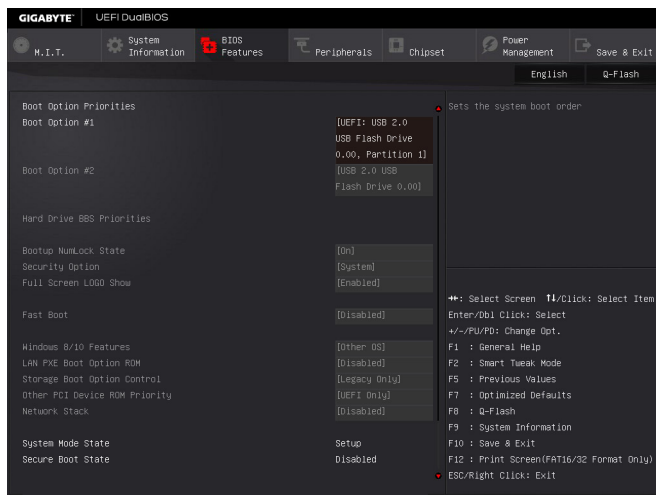 GIGABYTE™ UEFI DualBIOS
M.I.T.
System Information
BIOS Features
Peripherals
Chipset
Power Management
Save & Exit
English
Q-Flash
Boot Option Priorities
Boot Option #1 [UEFI: USB 2.0
USB Flash Drive
0.00, Partition 1]
Boot Option #2 [USB 2.0 USB
Flash Drive 0.00]
Hard Drive BBS Priorities
Bootup NumLock State [On]
Security Option [System]
Full Screen LOGO Show [Enabled]
Fast Boot [Disabled]
Windows 8/10 Features [Other OS]
LAN PXE Boot Option ROM [Disabled]
Storage Boot Option Control [Legacy Only]
Other PCI Device ROM Priority [UEFI Only]
Network Stack [Disabled]
System Mode State Setup
Secure Boot State Disabled
Sets the system boot order
→←: Select Screen ↑↓/Click: Select Item
Enter/Dbl Click: Select
+/-/PU/PD: Change Opt.
F1 : General Help
F2 : Smart Tweak Mode
F5 : Previous Values
F7 : Optimized Defaults
F8 : Q-Flash
F9 : System Information
F10 : Save & Exit
F12 : Print Screen(FAT16/32 Format Only)
ESC/Right Click: Exit